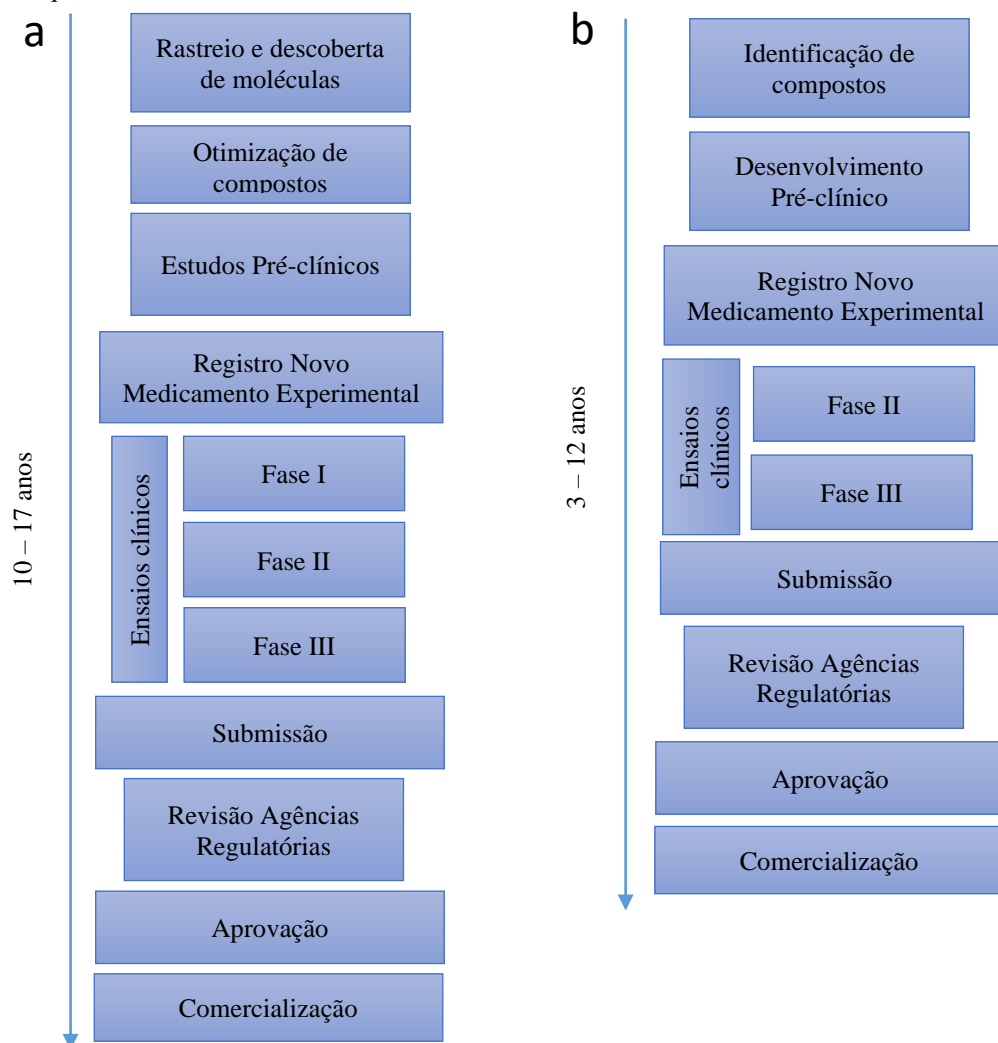 a
Rastreio e descoberta
de moléculas
Otimização de
compostos
Estudos Pré-clínicos
Registro Novo
Medicamento Experimental
Ensaios clínicos
Fase I
Fase II
Fase III
Submissão
Revisão Agências
Regulatórias
Aprovação
Comercialização
10 – 17 anos
b
Identificação de
compostos
Desenvolvimento
Pré-clínico
Registro Novo
Medicamento Experimental
Ensaios
clínicos
Fase II
Fase III
Submissão
Revisão Agências
Regulatórias
Aprovação
Comercialização
3 – 12 anos